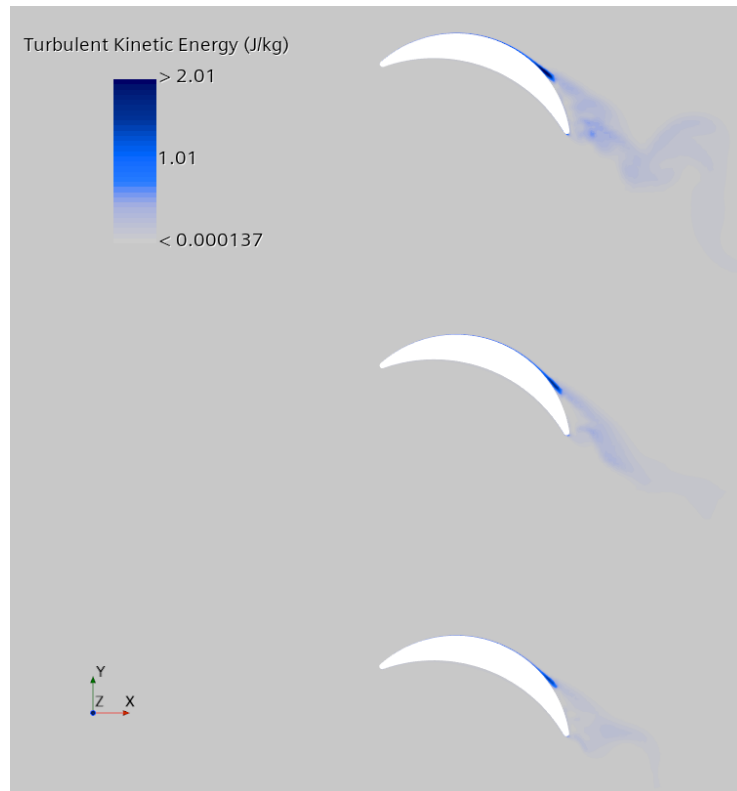 Turbulent Kinetic Energy (J/kg)
> 2.01
1.01
< 0.000137
Y
Z X